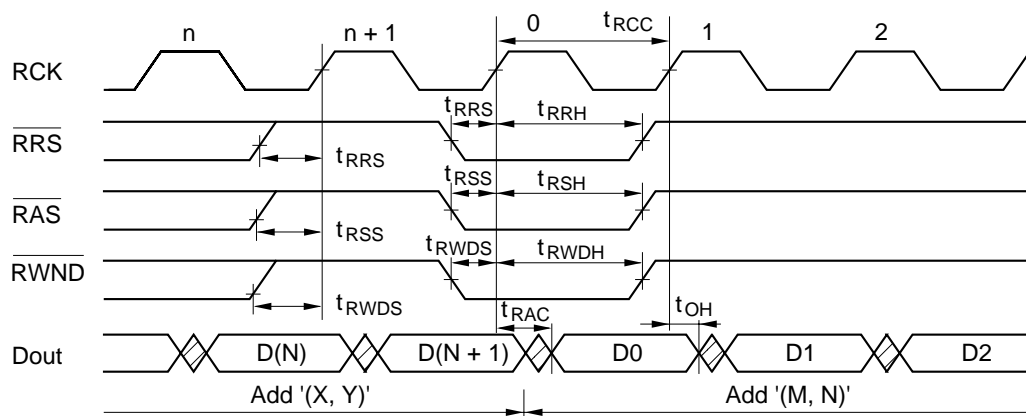 n n + 1 0 tRCC 1 2
RCK
tRRS tRRH
RRS
tRRS
tRSS tRSH
RAS
tRSS
tRWDS tRWDH
RWND
tRWDS
tRAC tOH
Dout D(N) D(N + 1) D0 D1 D2
Add '(X, Y)' Add '(M, N)'